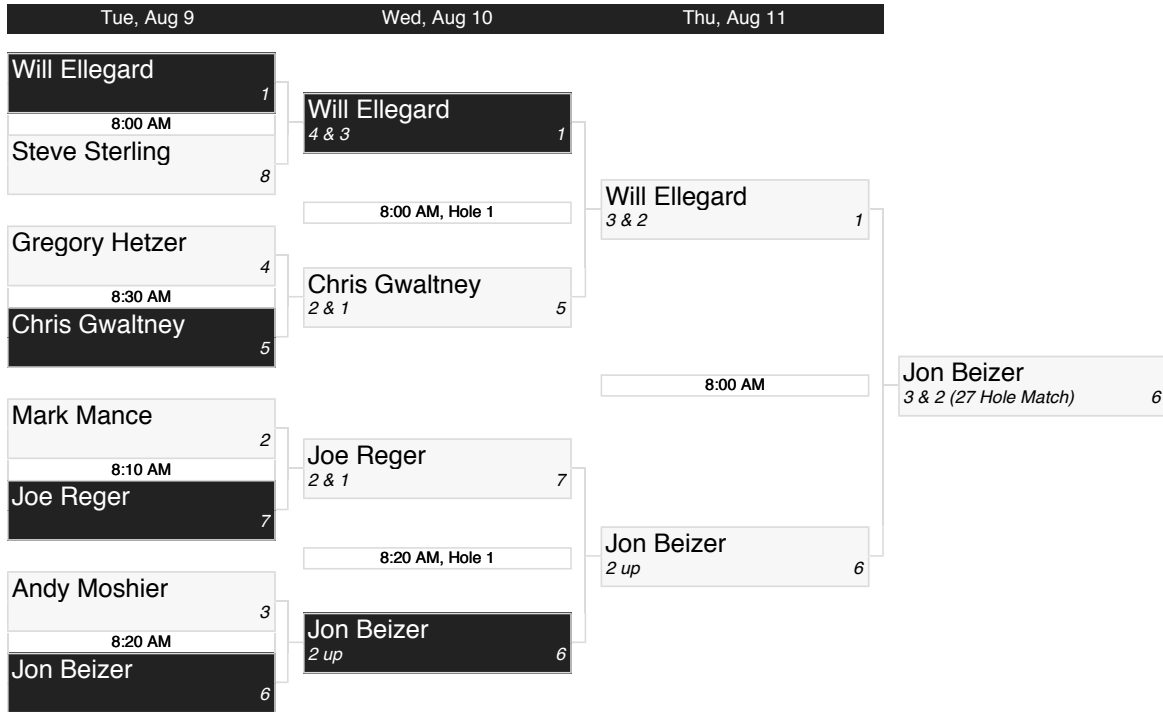 Tue, Aug 9
Wed, Aug 10
Thu, Aug 11
Will Ellegard
1
8:00 AM
Steve Sterling
8
Gregory Hetzer
4
8:30 AM
Chris Gwaltney
5
Mark Mance
2
8:10 AM
Joe Reger
7
Andy Moshier
3
8:20 AM
Jon Beizer
6
Will Ellegard
4 & 3 1
8:00 AM, Hole 1
Chris Gwaltney
2 & 1 5
Joe Reger
2 & 1 7
8:20 AM, Hole 1
Jon Beizer
2 up 6
Will Ellegard
3 & 2 1
8:00 AM
Jon Beizer
2 up 6
Jon Beizer
3 & 2 (27 Hole Match) 6